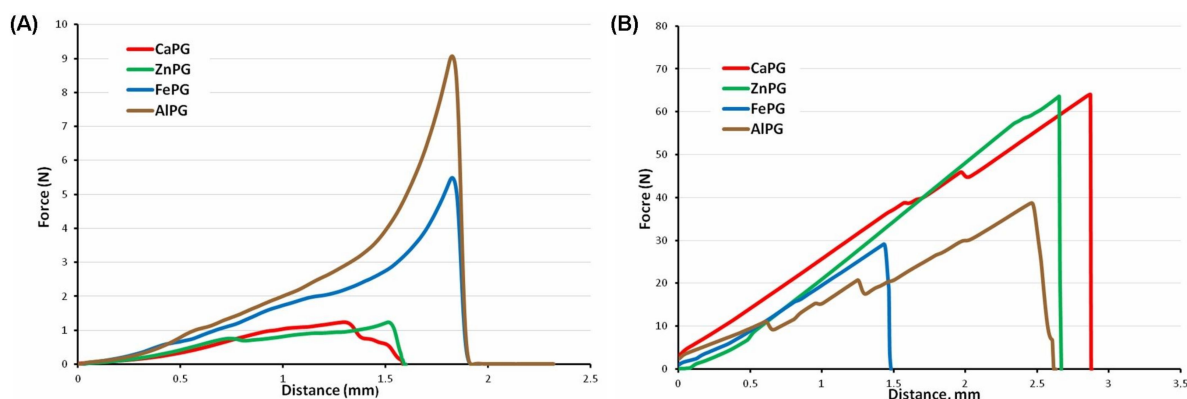 (A)
10
9
8
7
6
5
4
3
2
1
0
Force (N)
CaPG
ZnPG
FePG
AlPG
0 0.5 1 1.5 2 2.5
Distance (mm)
(B)
80
70
60
50
40
30
20
10
0
Focre (N)
CaPG
ZnPG
FePG
AlPG
0 0.5 1 1.5 2 2.5 3 3.5
Distance, mm